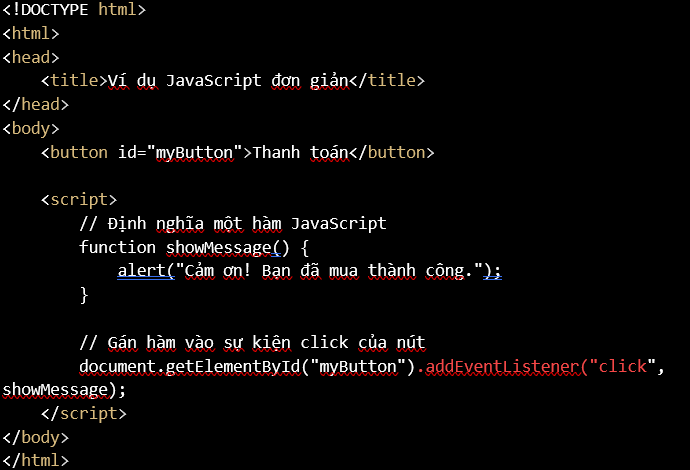 <!DOCTYPE html>
<html>
<head>
    <title>Ví dụ JavaScript đơn giản</title>
</head>
<body>
    <button id="myButton">Thanh toán</button>

    <script>
        // Định nghĩa một hàm JavaScript
        function showMessage() {
            alert("Cảm ơn! Bạn đã mua thành công.");
        }

        // Gán hàm vào sự kiện click của nút
        document.getElementById("myButton").addEventListener("click",
showMessage);
    </script>
</body>
</html>